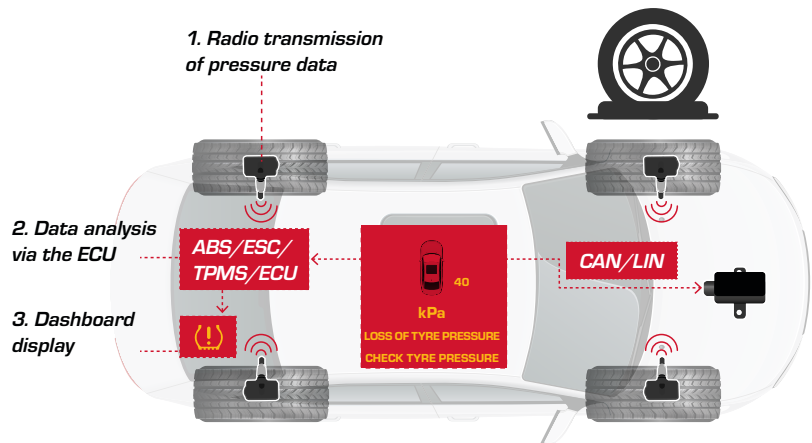 1. Radio transmission
of pressure data
2. Data analysis
via the ECU
ABS/ESC/
TPMS/ECU
3. Dashboard
display
40
kPa
LOSS OF TYRE PRESSURE
CHECK TYRE PRESSURE
CAN/LIN